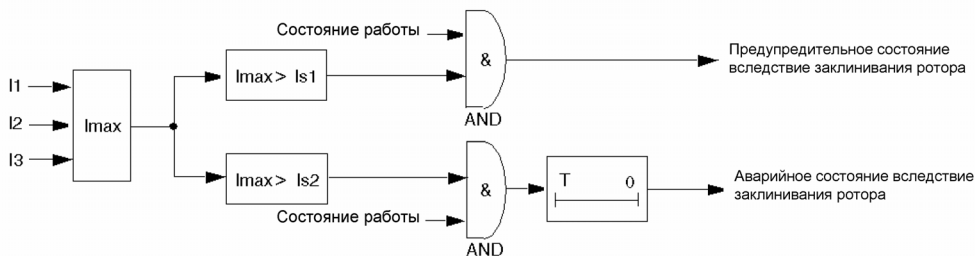 Состояние работы
I1
I2
I3
Imax
Imax > Is1
&
AND
Предупредительное состояние
вследствие заклинивания ротора
Imax > Is2
Состояние работы
&
AND
T 0
Аварийное состояние вследствие
заклинивания ротора